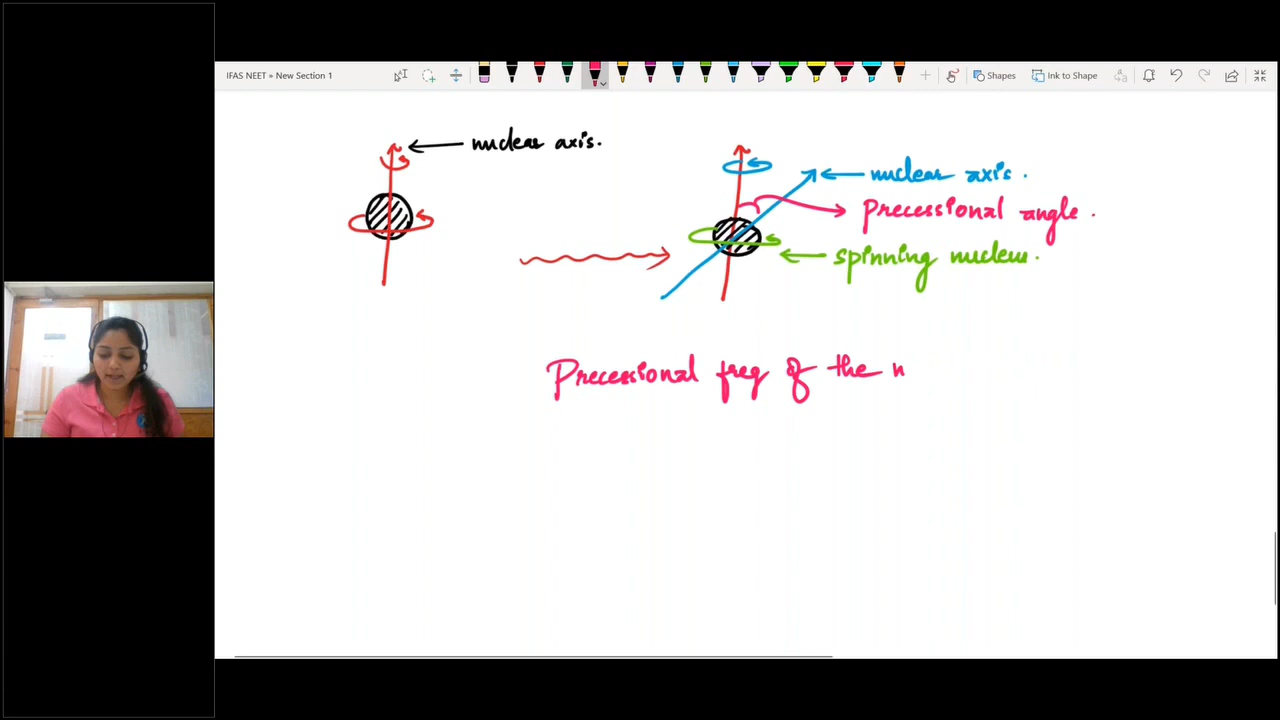 IFAS NEET » New Section 1
Shapes
Ink to Shape
nuclear axis.
nuclear axis.
Precessional angle.
spinning nucleus.
Precessional freq of the n